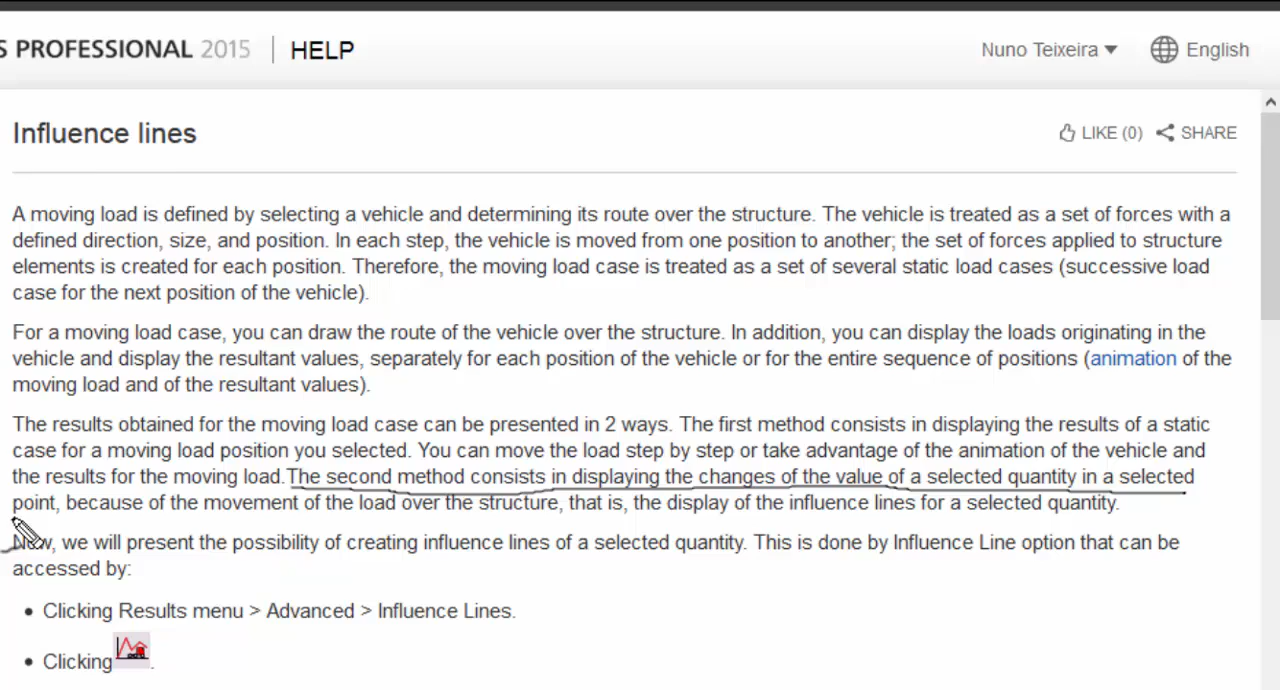 S PROFESSIONAL 2015 | HELP Nuno Teixeira English
Influence lines LIKE (0) SHARE
A moving load is defined by selecting a vehicle and determining its route over the structure. The vehicle is treated as a set of forces with a
defined direction, size, and position. In each step, the vehicle is moved from one position to another; the set of forces applied to structure
elements is created for each position. Therefore, the moving load case is treated as a set of several static load cases (successive load
case for the next position of the vehicle).
For a moving load case, you can draw the route of the vehicle over the structure. In addition, you can display the loads originating in the
vehicle and display the resultant values, separately for each position of the vehicle or for the entire sequence of positions (animation of the
moving load and of the resultant values).
The results obtained for the moving load case can be presented in 2 ways. The first method consists in displaying the results of a static
case for a moving load position you selected. You can move the load step by step or take advantage of the animation of the vehicle and
the results for the moving load. The second method consists in displaying the changes of the value of a selected quantity in a selected
point, because of the movement of the load over the structure, that is, the display of the influence lines for a selected quantity.
Now, we will present the possibility of creating influence lines of a selected quantity. This is done by Influence Line option that can be
accessed by:
• Clicking Results menu > Advanced > Influence Lines.
• Clicking .